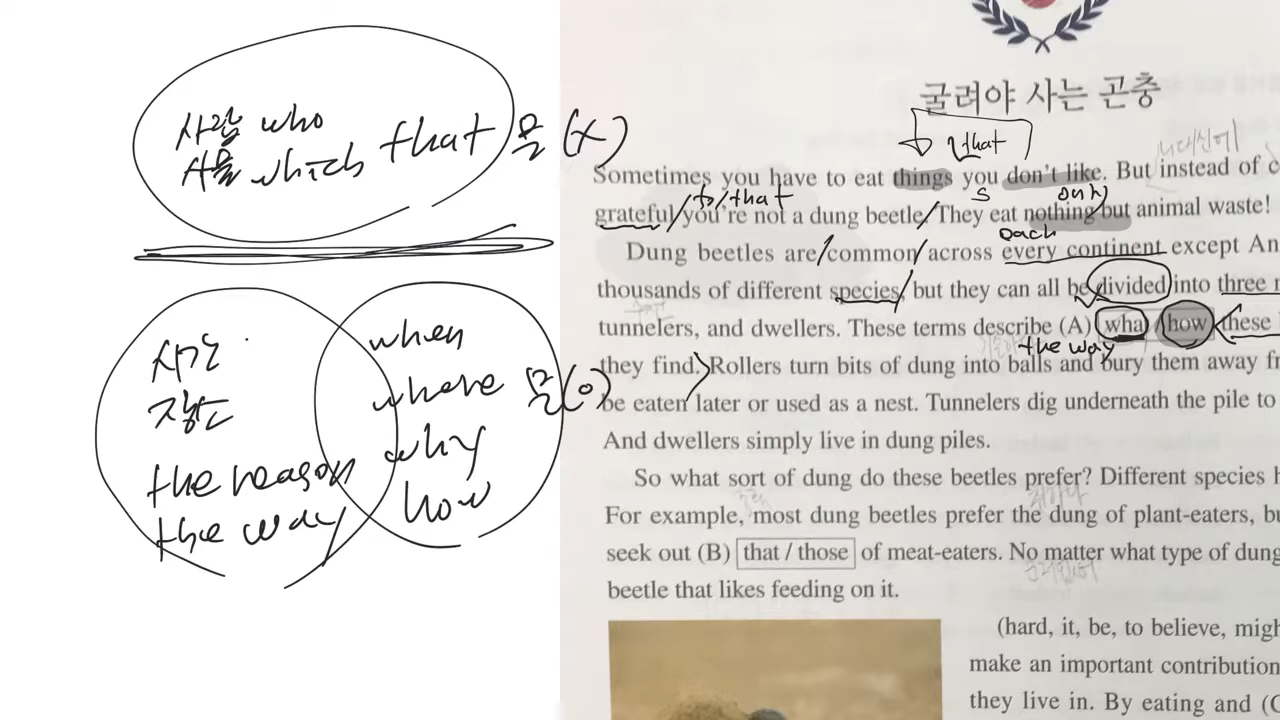 사람 who
사물 which that 은 (x)
시간
장소
the reason
the way
when
where 은 (o)
why
how
굴려야 사는 곤충
that
Sometimes you have to eat things you don't like. But instead of c
to/that
s
only
grateful you're not a dung beetle They eat nothing but animal waste!
each
Dung beetles are common across every continent except An
thousands of different species, but they can all be divided into three
tunnelers, and dwellers. These terms describe (A) wha / how these
the way
they find. Rollers turn bits of dung into balls and bury them away fr
be eaten later or used as a nest. Tunnelers dig underneath the pile to
And dwellers simply live in dung piles.
So what sort of dung do these beetles prefer? Different species h
For example, most dung beetles prefer the dung of plant-eaters, bu
seek out (B) that / those of meat-eaters. No matter what type of dung
beetle that likes feeding on it.
(hard, it, be, to believe, migh
make an important contribution
they live in. By eating and (C